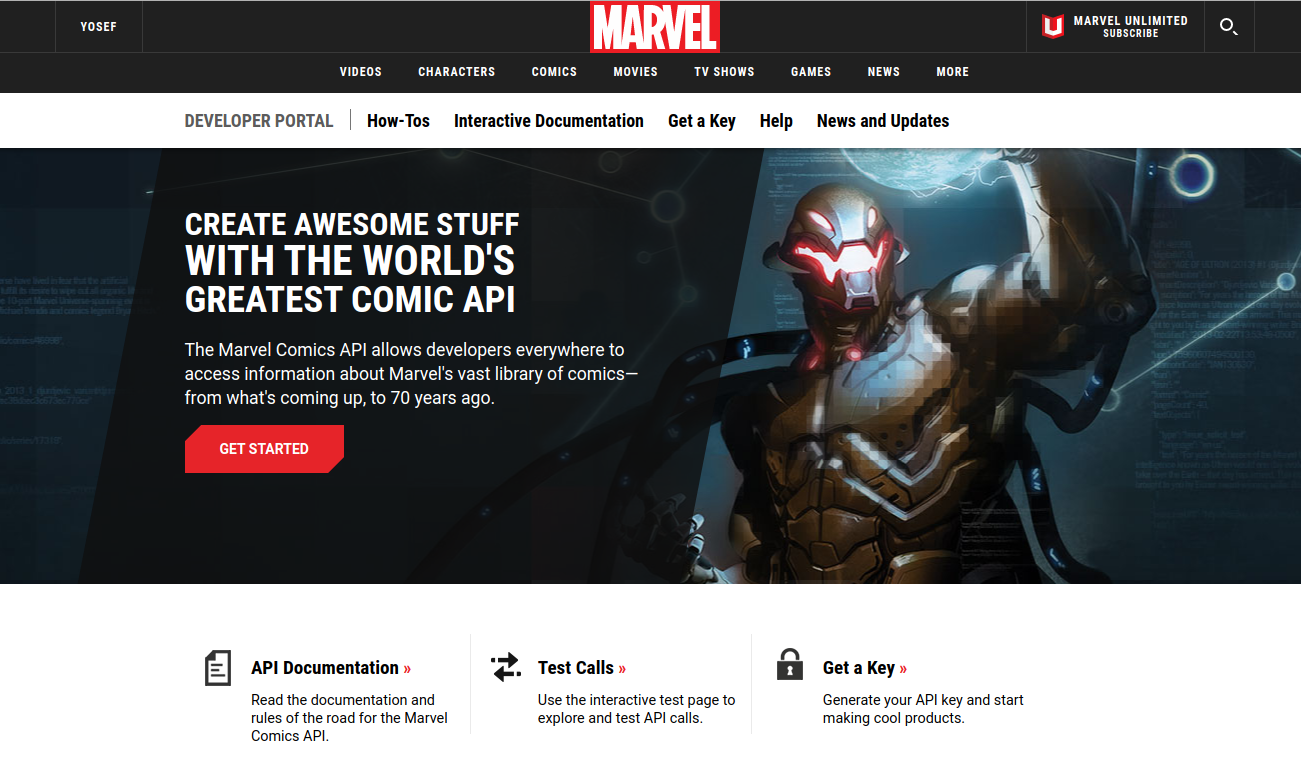 YOSEF
MARVEL
MARVEL UNLIMITED
SUBSCRIBE
VIDEOS CHARACTERS COMICS MOVIES TV SHOWS GAMES NEWS MORE
DEVELOPER PORTAL How-Tos Interactive Documentation Get a Key Help News and Updates
CREATE AWESOME STUFF
WITH THE WORLD'S
GREATEST COMIC API
The Marvel Comics API allows developers everywhere to
access information about Marvel's vast library of comics—
from what's coming up, to 70 years ago.
GET STARTED
API Documentation »
Read the documentation and
rules of the road for the Marvel
Comics API.
Test Calls »
Use the interactive test page to
explore and test API calls.
Get a Key »
Generate your API key and start
making cool products.